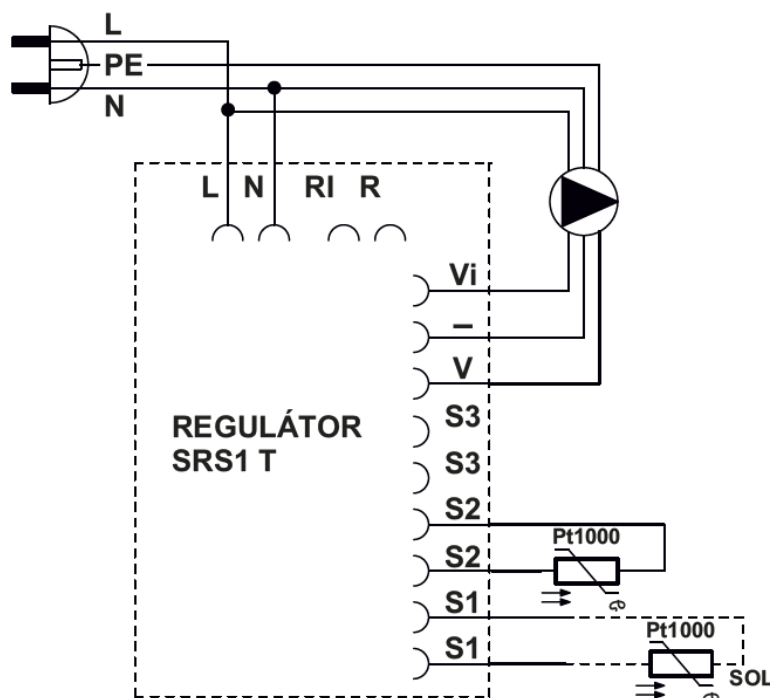 L
PE
N
L N RI R
Vi
–
V
S3
REGULÁTOR
SRS1 T
S3
S2
Pt1000
S2
S1
Pt1000
S1
SOL